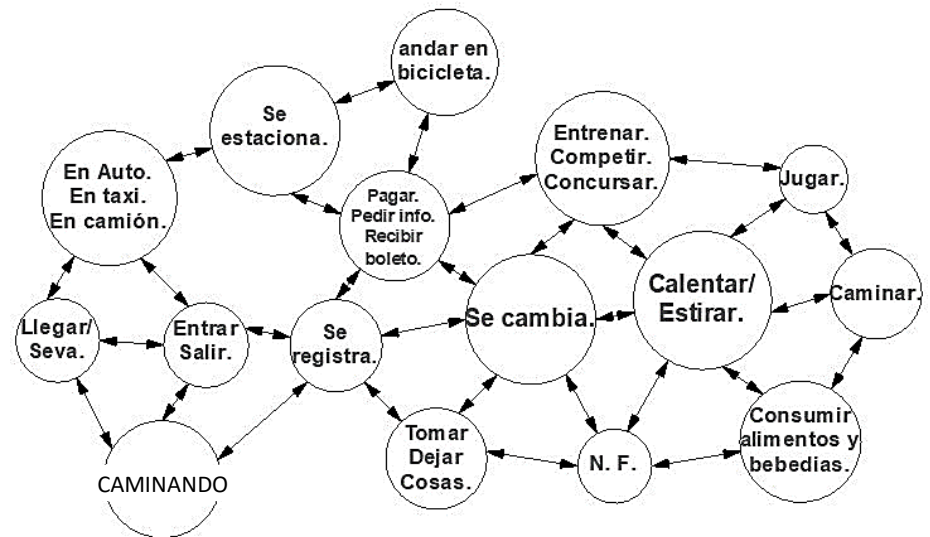 andar en
bicicleta.
Se
estaciona.
En Auto.
En taxi.
En camión.
Pagar.
Pedir info.
Recibir
boleto.
Entrenar.
Competir.
Concursar.
Jugar.
Llegar/
Seva.
Entrar
Salir.
Se
registra.
Se cambia.
Calentar/
Estirar.
Caminar.
CAMINANDO
Tomar
Dejar
Cosas.
N. F.
Consumir
alimentos y
bebedias.